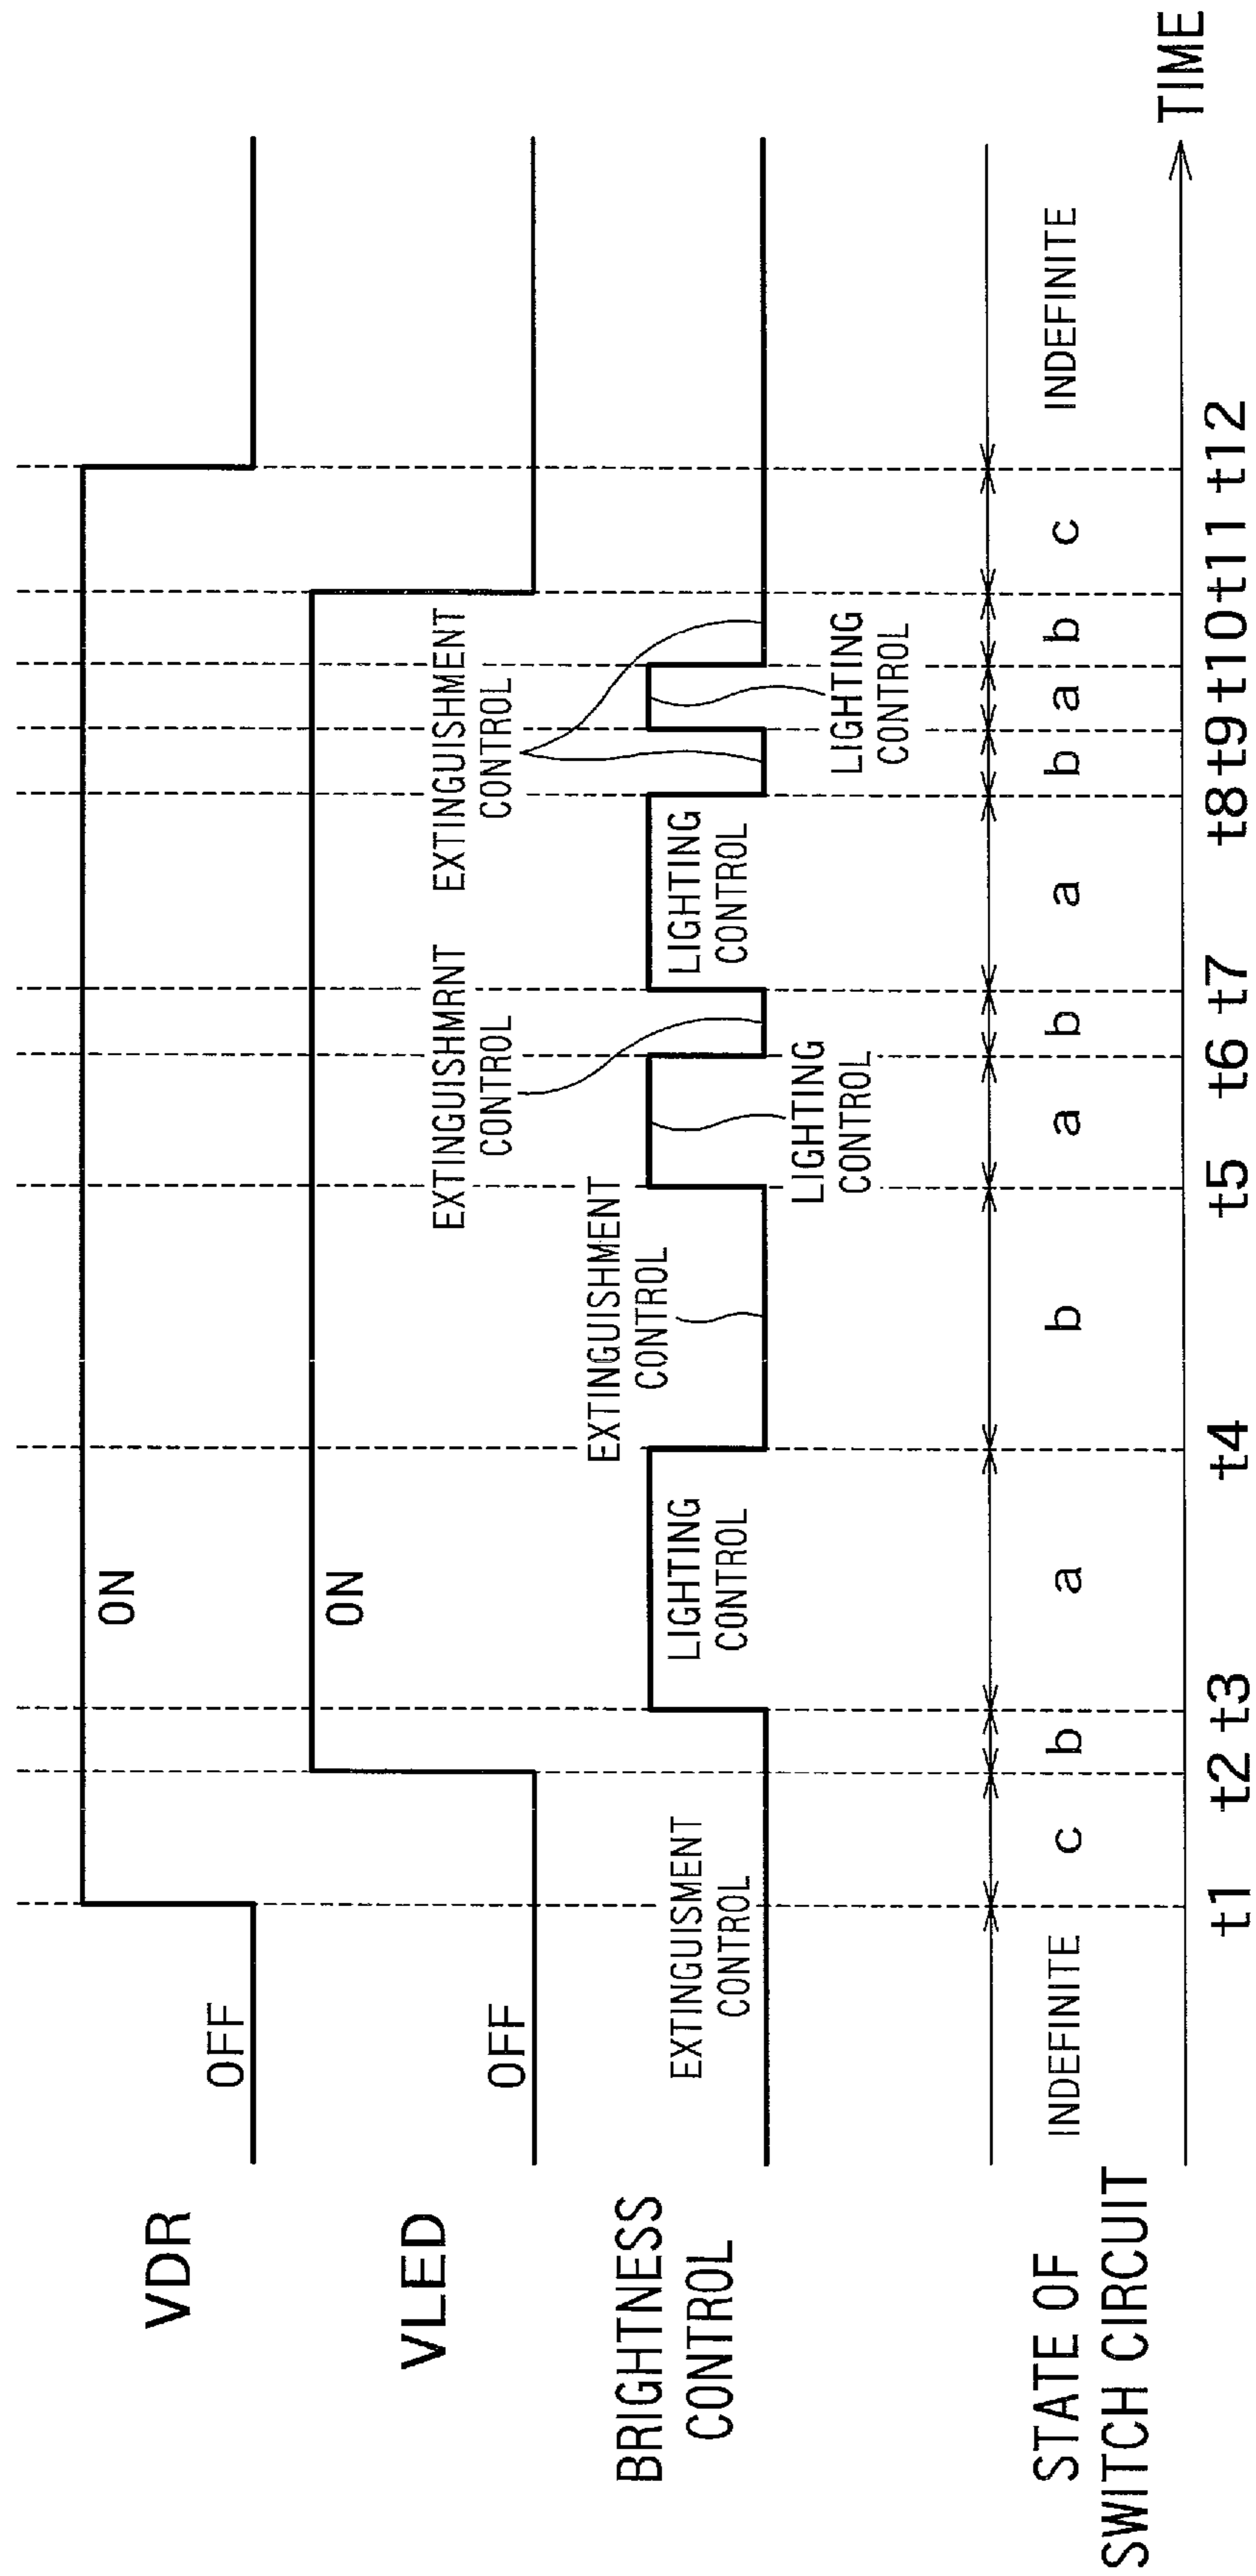 VDR
OFF
ON
VLED
OFF
ON
BRIGHTNESS
CONTROL
EXTINGUISMENT
CONTROL
LIGHTING
CONTROL
EXTINGUISHMENT
CONTROL
LIGHTING
CONTROL
EXTINGUISHMRNT
CONTROL
LIGHTING
CONTROL
EXTINGUISHMENT
CONTROL
LIGHTING
CONTROL
STATE OF
SWITCH CIRCUIT
INDEFINITE c b a b a b a b a b c INDEFINITE
t1 t2 t3 t4 t5 t6 t7 t8 t9 t10 t11 t12
TIME